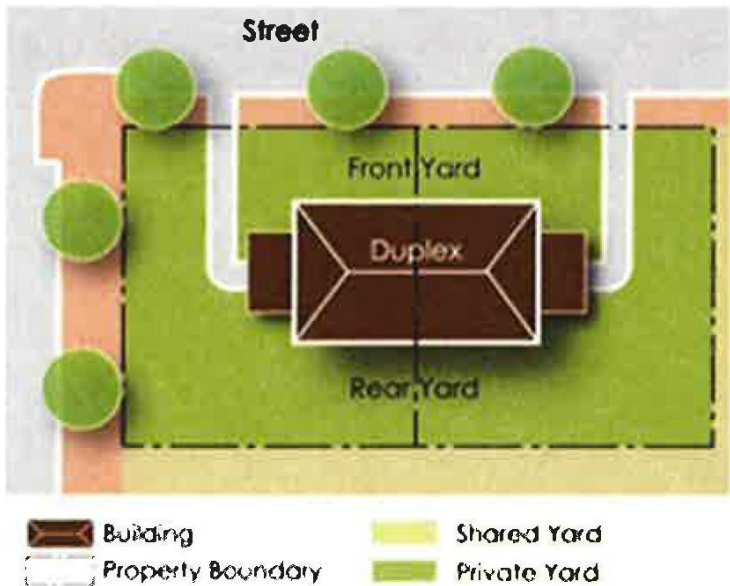 Street
Front Yard
Duplex
Rear Yard
Building
Shared Yard
Property Boundary
Private Yard